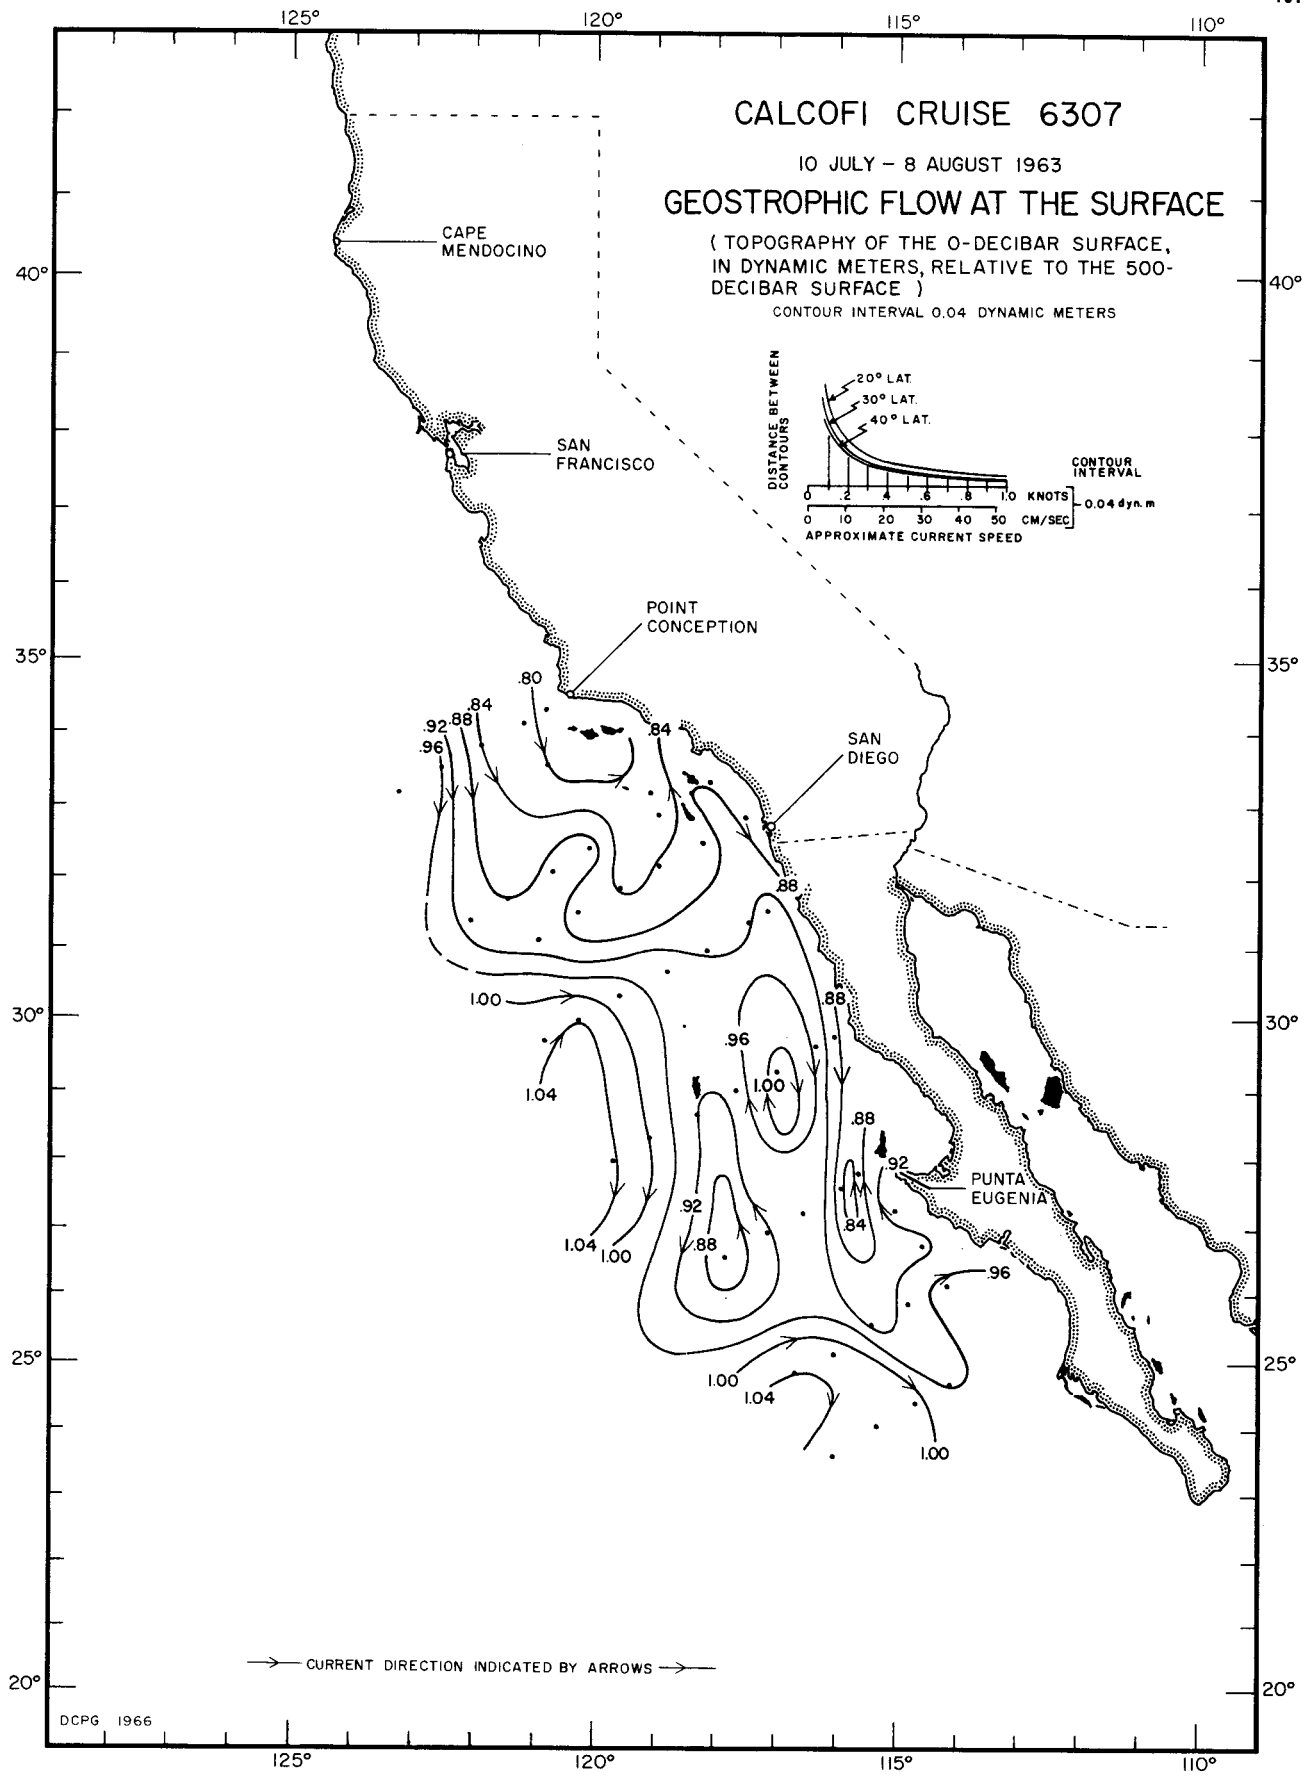 125°
120°
115°
110°
CALCOFI CRUISE 6307
10 JULY – 8 AUGUST 1963
GEOSTROPHIC FLOW AT THE SURFACE
( TOPOGRAPHY OF THE 0-DECIBAR SURFACE,
IN DYNAMIC METERS, RELATIVE TO THE 500-
DECIBAR SURFACE )
CONTOUR INTERVAL 0.04 DYNAMIC METERS
CAPE
MENDOCINO
40°
40°
DISTANCE BETWEEN
CONTOURS
20° LAT.
30° LAT.
40° LAT.
SAN
FRANCISCO
CONTOUR
INTERVAL
0 .2 .4 .6 .8 1.0 KNOTS
0.04 dyn. m
0 10 20 30 40 50 CM/SEC
APPROXIMATE CURRENT SPEED
POINT
CONCEPTION
35°
35°
.80
.84
.88
.92
.96
.84
SAN
DIEGO
.88
.88
1.00
30°
30°
.96
1.00
1.04
.88
.92
PUNTA
EUGENIA
.92
.84
.88
1.04
1.00
.96
25°
25°
1.00
1.04
1.00
CURRENT DIRECTION INDICATED BY ARROWS
20°
20°
DCPG 1966
125°
120°
115°
110°